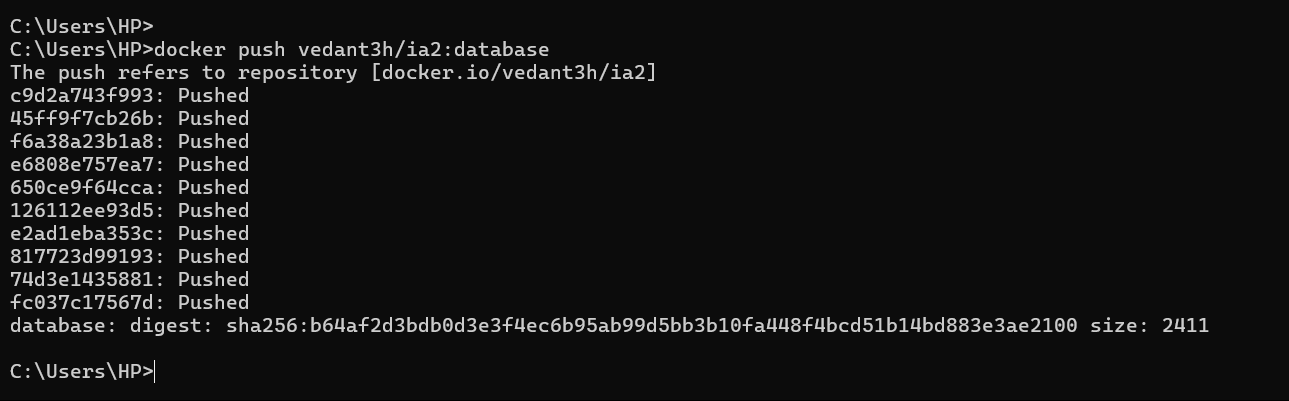 C:\Users\HP>
C:\Users\HP>docker push vedant3h/ia2:database
The push refers to repository [docker.io/vedant3h/ia2]
c9d2a743f993: Pushed
45ff9f7cb26b: Pushed
f6a38a23b1a8: Pushed
e6808e757ea7: Pushed
650ce9f64cca: Pushed
126112ee93d5: Pushed
e2ad1eba353c: Pushed
817723d99193: Pushed
74d3e1435881: Pushed
fc037c17567d: Pushed
database: digest: sha256:b64af2d3bdb0d3e3f4ec6b95ab99d5bb3b10fa448f4bcd51b14bd883e3ae2100 size: 2411
C:\Users\HP>